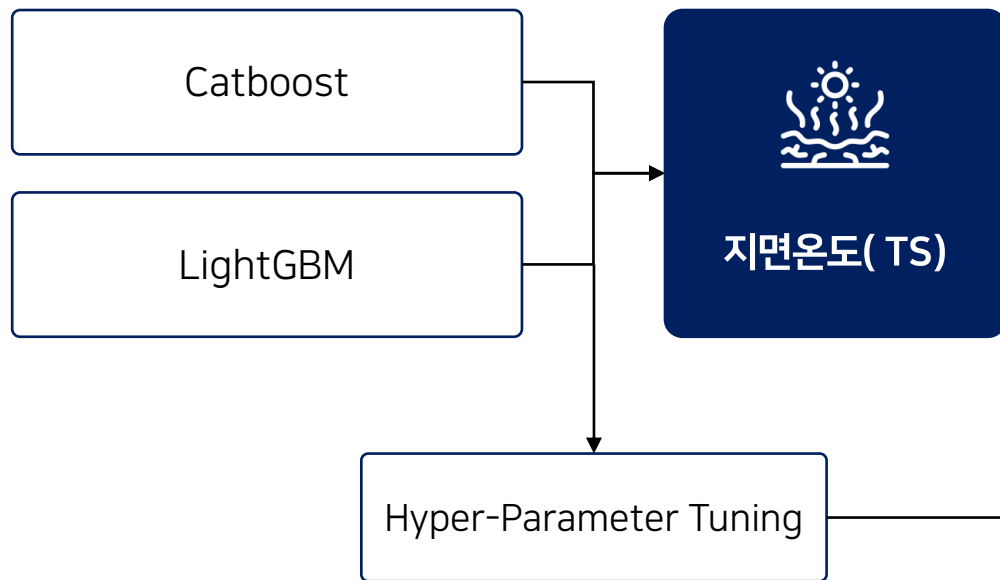 Catboost
지면온도( TS)
LightGBM
Hyper-Parameter Tuning